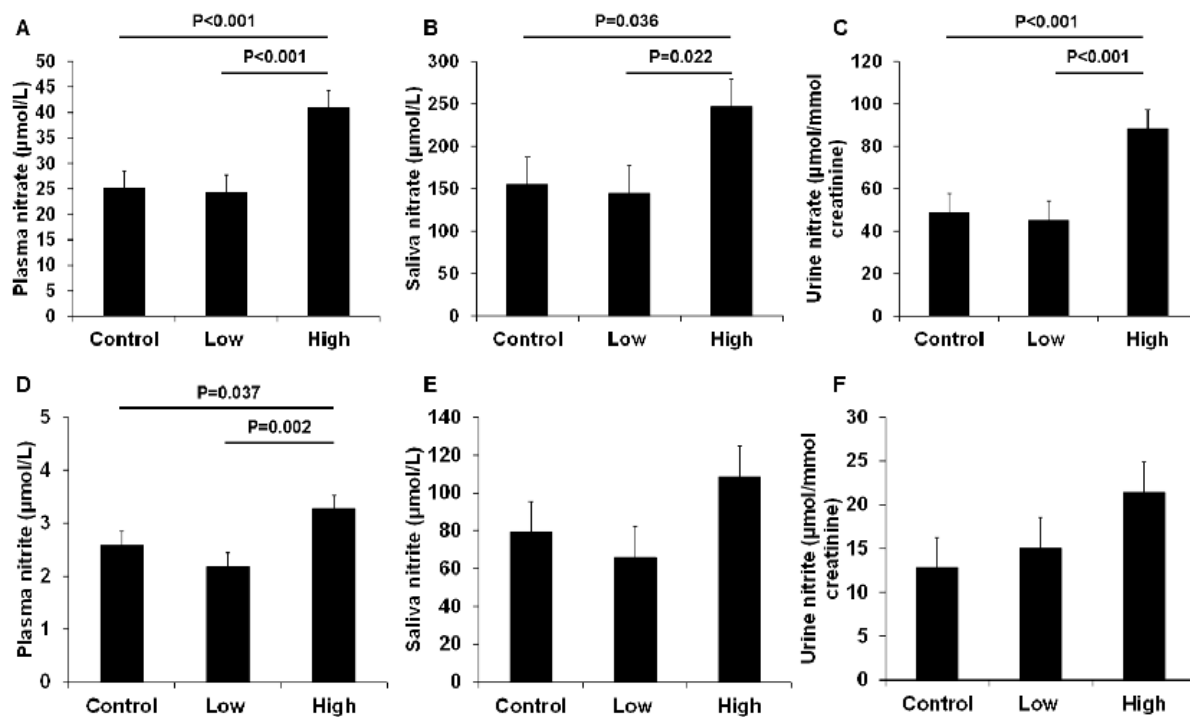 A
P<0.001
P<0.001
Plasma nitrate (µmol/L)
50
45
40
35
30
25
20
15
10
5
0
Control Low High
B
P=0.036
P=0.022
Saliva nitrate (µmol/L)
300
250
200
150
100
50
0
Control Low High
C
P<0.001
P<0.001
Urine nitrate (µmol/mmol
creatinine)
120
100
80
60
40
20
0
Control Low High
D
P=0.037
P=0.002
Plasma nitrite (µmol/L)
5
4
3
2
1
0
Control Low High
E
Saliva nitrite (µmol/L)
140
120
100
80
60
40
20
0
Control Low High
F
Urine nitrite (µmol/mmol
creatinine)
30
25
20
15
10
5
0
Control Low High